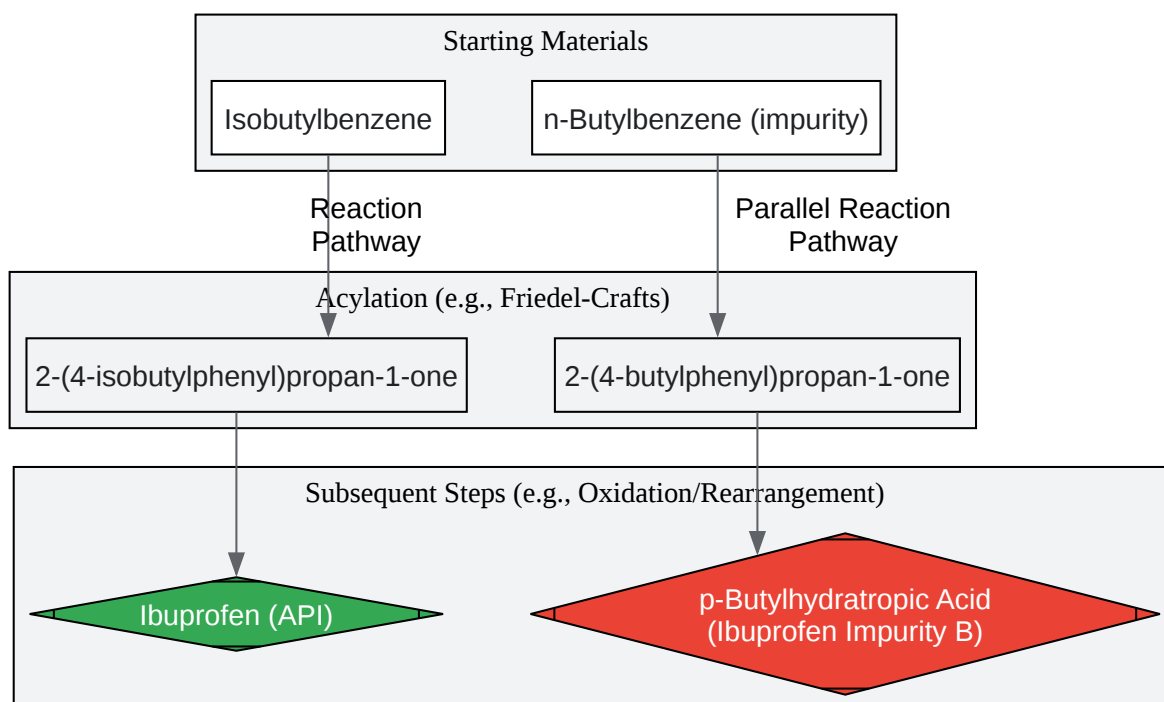 Starting Materials
Isobutylbenzene
n-Butylbenzene (impurity)
Reaction
Pathway
Parallel Reaction
Pathway
Acylation (e.g., Friedel-Crafts)
2-(4-isobutylphenyl)propan-1-one
2-(4-butylphenyl)propan-1-one
Subsequent Steps (e.g., Oxidation/Rearrangement)
Ibuprofen (API)
p-Butylhydratropic Acid
(Ibuprofen Impurity B)